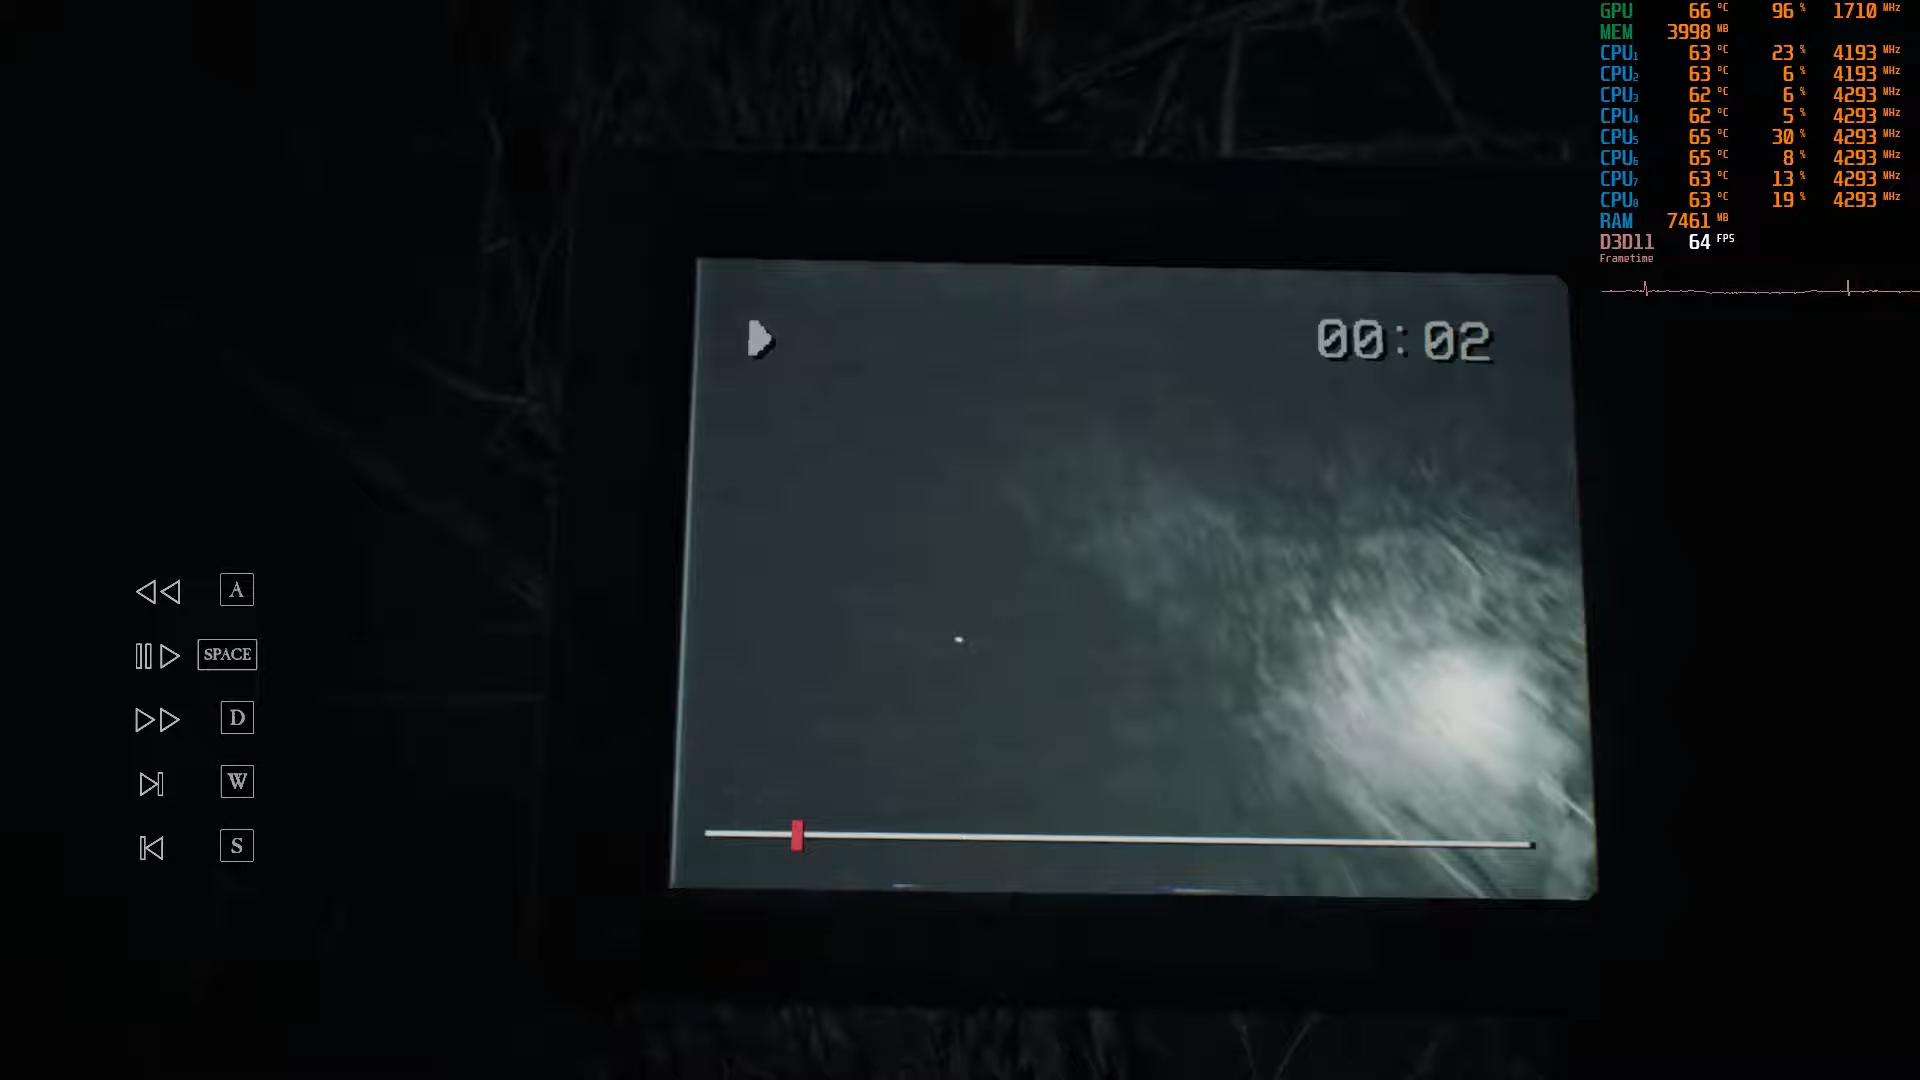 GPU 66 °C 96 % 1710 MHz
MEM 3998 MB
CPU1 63 °C 23 % 4193 MHz
CPU2 63 °C 6 % 4193 MHz
CPU3 62 °C 6 % 4293 MHz
CPU4 62 °C 5 % 4293 MHz
CPU5 65 °C 30 % 4293 MHz
CPU6 65 °C 8 % 4293 MHz
CPU7 63 °C 13 % 4293 MHz
CPU8 63 °C 19 % 4293 MHz
RAM 7461 MB
D3D11 64 FPS
Frametime
00:02
A
SPACE
D
W
S